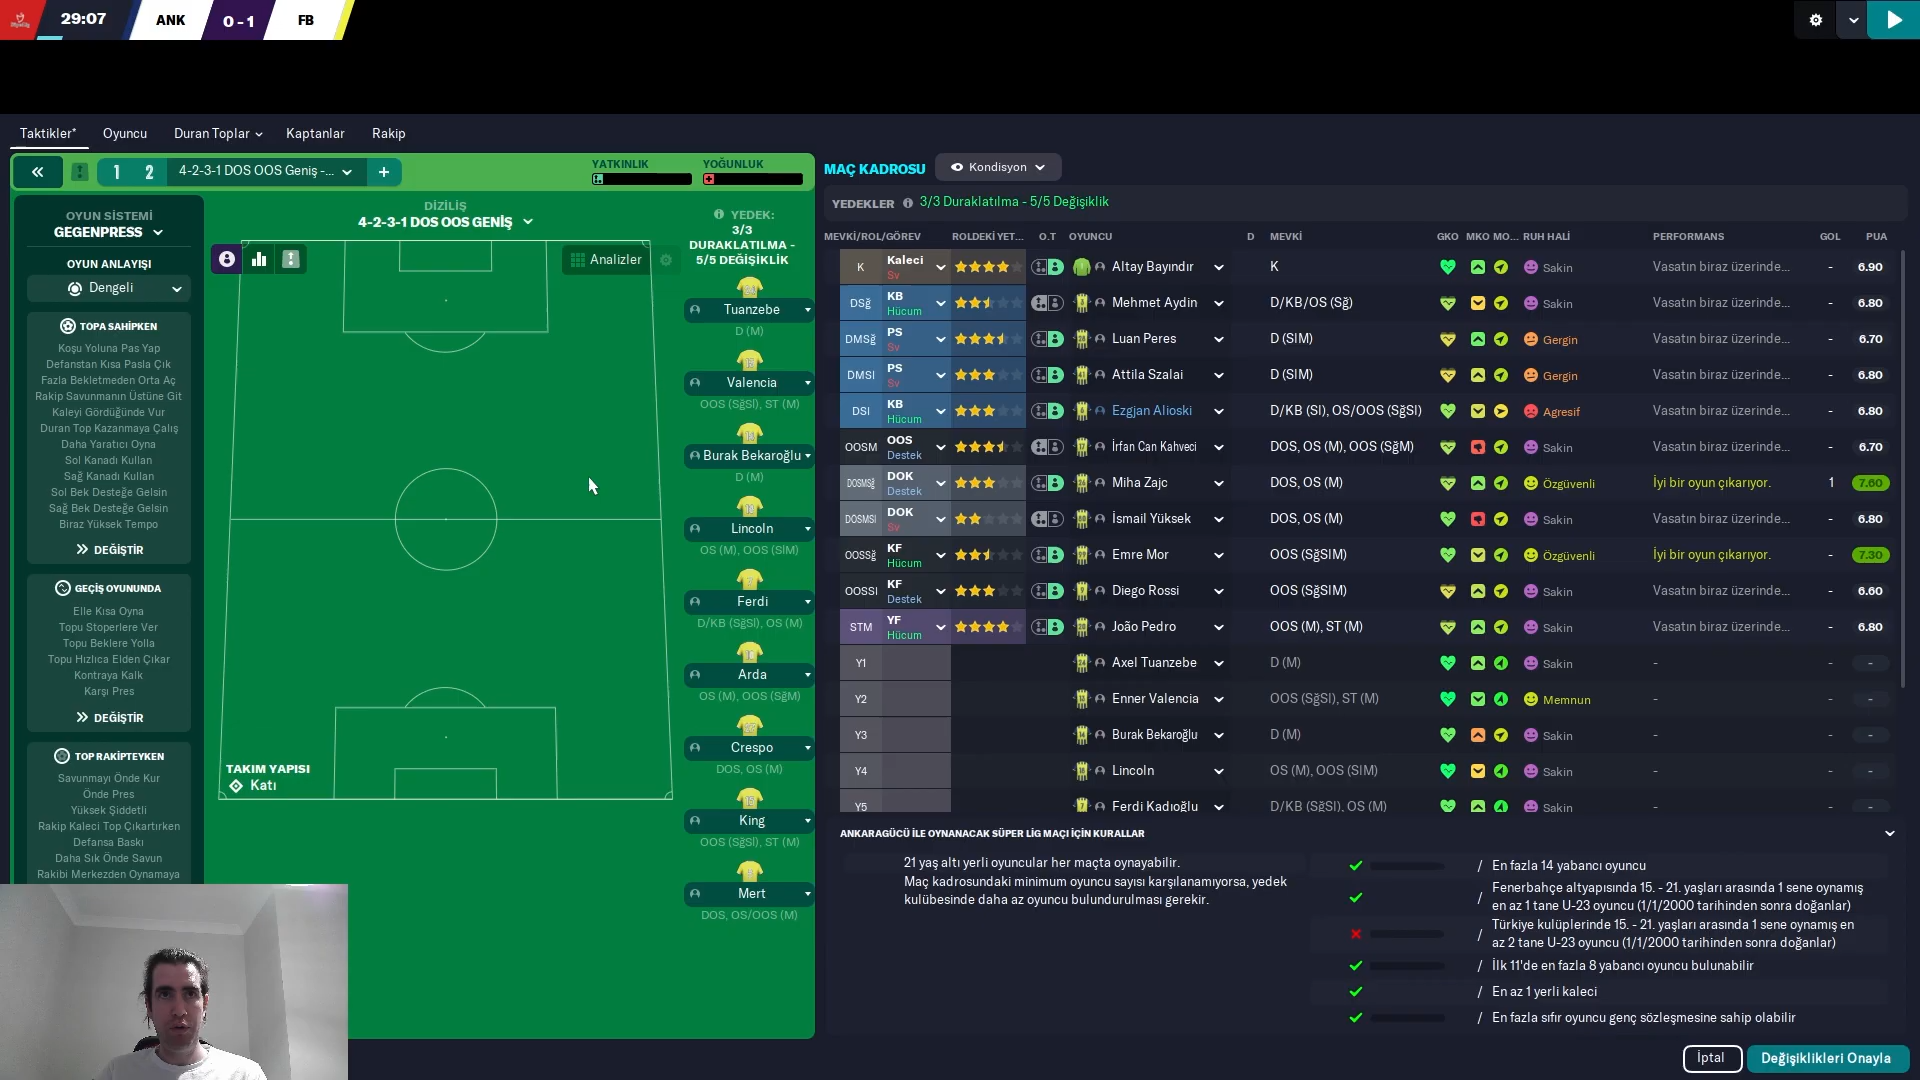 29:07
ANK
0 - 1
FB
Taktikler*
Oyuncu
Duran Toplar
Kaptanlar
Rakip
1
2
4-2-3-1 DOS OOS Geniş -...
YATKINLIK
YOĞUNLUK
OYUN SİSTEMİ
GEGENPRESS
OYUN ANLAYIŞI
Dengeli
TOPA SAHİPKEN
Koşu Yoluna Pas Yap
Defanstan Kısa Pasla Çık
Fazla Bekletmeden Orta Aç
Rakip Savunmanın Üstüne Git
Kaleyi Gördüğünde Vur
Duran Top Kazanmaya Çalış
Daha Yaratıcı Oyna
Sol Kanadı Kullan
Sağ Kanadı Kullan
Sol Bek Desteğe Gelsin
Sağ Bek Desteğe Gelsin
Biraz Yüksek Tempo
DEĞİŞTİR
GEÇİŞ OYUNUNDA
Elle Kısa Oyna
Topu Stoperlere Ver
Topu Beklere Yolla
Topu Hızlıca Elden Çıkar
Kontraya Kalk
Karşı Pres
DEĞİŞTİR
TOP RAKİPTEYKEN
Savunmayı Önde Kur
Önde Pres
Yüksek Şiddetli
Rakip Kaleci Top Çıkartırken
Defansa Baskı
Daha Sık Önde Savun
Rakibi Merkezden Oynamaya
DİZİLİŞ
4-2-3-1 DOS OOS GENİŞ
Analizler
TAKIM YAPISI
Katı
YEDEK:
3/3
DURAKLATILMA -
5/5 DEĞİŞİKLİK
Tuanzebe
D (M)
Valencia
OOS (SğSl), ST (M)
Burak Bekaroğlu
D (M)
Lincoln
OS (M), OOS (SlM)
Ferdi
D/KB (SğSl), OS (M)
Arda
OS (M), OOS (SğM)
Crespo
DOS, OS (M)
King
OOS (SğSl), ST (M)
Mert
DOS, OS/OOS (M)
MAÇ KADROSU
Kondisyon
YEDEKLER
3/3 Duraklatılma - 5/5 Değişiklik
MEVKİ/ROL/GÖREV ROLDEKİ YET... O.T OYUNCU D MEVKİ GKO MKO MO... RUH HALİ PERFORMANS GOL PUA
K Kaleci Sv Altay Bayındır K Sakin Vasatın biraz üzerinde... - 6.90
DSğ KB Hücum Mehmet Aydin D/KB/OS (Sğ) Sakin Vasatın biraz üzerinde... - 6.80
DMSğ PS Sv Luan Peres D (SlM) Gergin Vasatın biraz üzerinde... - 6.70
DMSl PS Sv Attila Szalai D (SlM) Gergin Vasatın biraz üzerinde... - 6.80
DSl KB Hücum Ezgjan Alioski D/KB (Sl), OS/OOS (SğSl) Agresif Vasatın biraz üzerinde... - 6.80
OOSM OOS Destek İrfan Can Kahveci DOS, OS (M), OOS (SğM) Sakin Vasatın biraz üzerinde... - 6.70
DOSMSğ DOK Destek Miha Zajc DOS, OS (M) Özgüvenli İyi bir oyun çıkarıyor. 1 7.60
DOSMSl DOK Sv İsmail Yüksek DOS, OS (M) Sakin Vasatın biraz üzerinde... - 6.80
OOSSğ KF Hücum Emre Mor OOS (SğSlM) Özgüvenli İyi bir oyun çıkarıyor. - 7.30
OOSSl KF Destek Diego Rossi OOS (SğSlM) Sakin Vasatın biraz üzerinde... - 6.60
STM YF Hücum João Pedro OOS (M), ST (M) Sakin Vasatın biraz üzerinde... - 6.80
Y1 Axel Tuanzebe D (M) Sakin - - -
Y2 Enner Valencia OOS (SğSl), ST (M) Memnun - - -
Y3 Burak Bekaroğlu D (M) Sakin - - -
Y4 Lincoln OS (M), OOS (SlM) Sakin - - -
Y5 Ferdi Kadıoğlu D/KB (SğSl), OS (M) Sakin - - -
ANKARAGÜCÜ İLE OYNANACAK SÜPER LİG MAÇI İÇİN KURALLAR
21 yaş altı yerli oyuncular her maçta oynayabilir.
Maç kadrosundaki minimum oyuncu sayısı karşılanamıyorsa, yedek
kulübesinde daha az oyuncu bulundurulması gerekir.
/ En fazla 14 yabancı oyuncu
/ Fenerbahçe altyapısında 15. - 21. yaşları arasında 1 sene oynamış
en az 1 tane U-23 oyuncu (1/1/2000 tarihinden sonra doğanlar)
/ Türkiye kulüplerinde 15. - 21. yaşları arasında 1 sene oynamış en
az 2 tane U-23 oyuncu (1/1/2000 tarihinden sonra doğanlar)
/ İlk 11'de en fazla 8 yabancı oyuncu bulunabilir
/ En az 1 yerli kaleci
/ En fazla sıfır oyuncu genç sözleşmesine sahip olabilir
İptal
Değişiklikleri Onayla